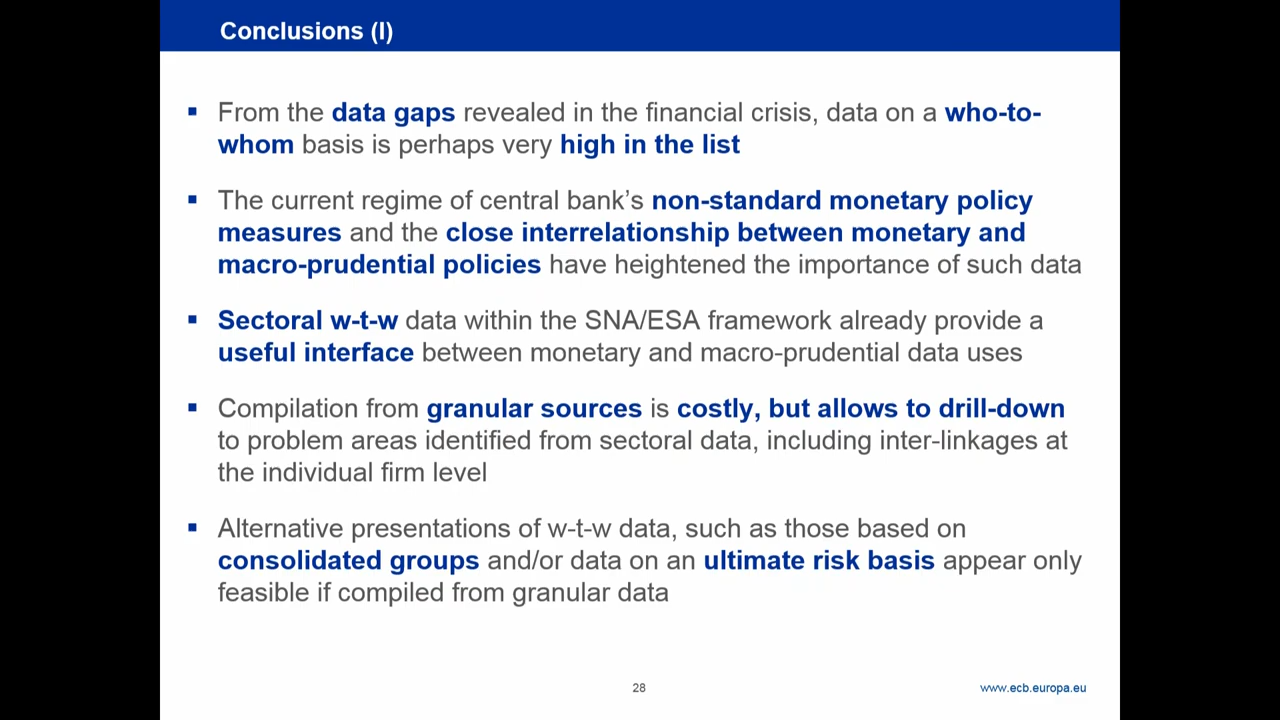 Conclusions (I)
▪ From the data gaps revealed in the financial crisis, data on a who-to-
whom basis is perhaps very high in the list
▪ The current regime of central bank’s non-standard monetary policy
measures and the close interrelationship between monetary and
macro-prudential policies have heightened the importance of such data
▪ Sectoral w-t-w data within the SNA/ESA framework already provide a
useful interface between monetary and macro-prudential data uses
▪ Compilation from granular sources is costly, but allows to drill-down
to problem areas identified from sectoral data, including inter-linkages at
the individual firm level
▪ Alternative presentations of w-t-w data, such as those based on
consolidated groups and/or data on an ultimate risk basis appear only
feasible if compiled from granular data
28
www.ecb.europa.eu